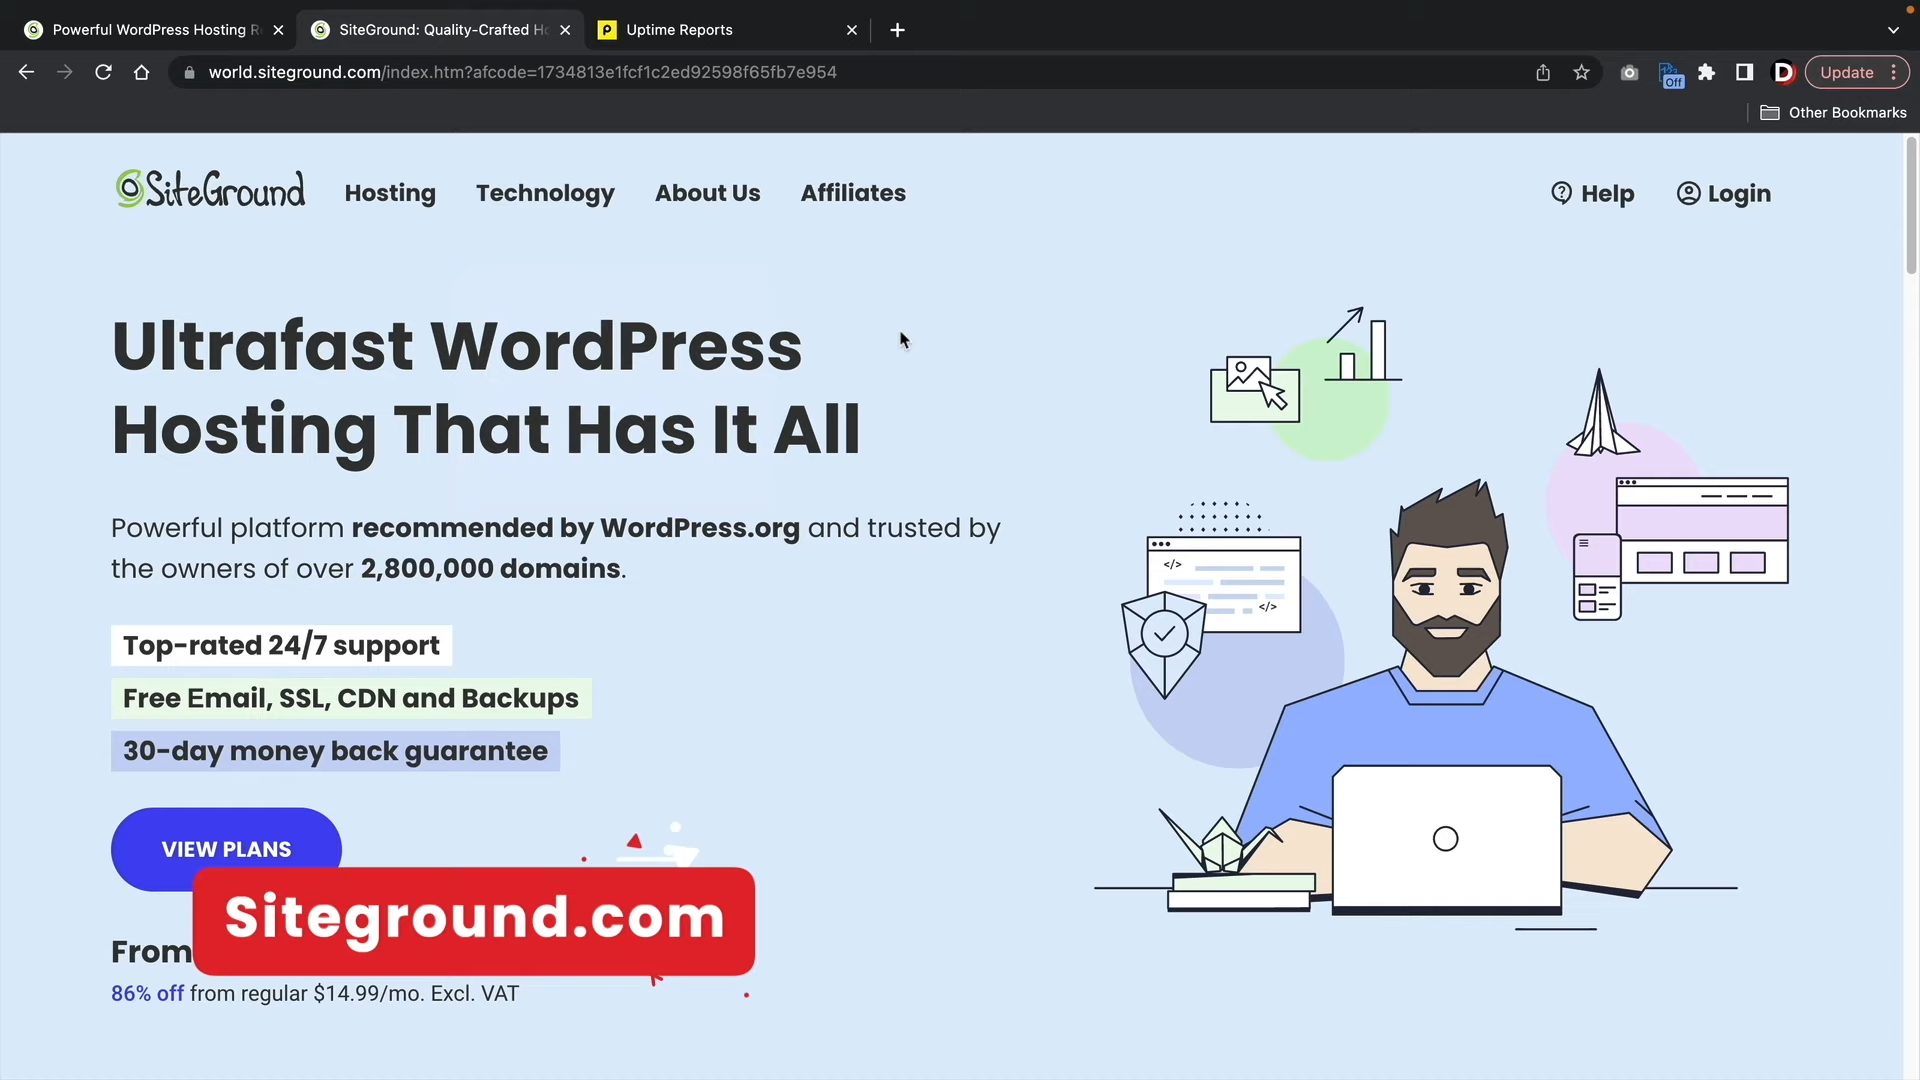 Powerful WordPress Hosting R
SiteGround: Quality-Crafted Ho
Uptime Reports
world.siteground.com/index.htm?afcode=1734813e1fcf1c2ed92598f65fb7e954
Off
D
Update
Other Bookmarks
SiteGround
Hosting
Technology
About Us
Affiliates
Help
Login
Ultrafast WordPress
Hosting That Has It All
Powerful platform recommended by WordPress.org and trusted by
the owners of over 2,800,000 domains.
Top-rated 24/7 support
Free Email, SSL, CDN and Backups
30-day money back guarantee
VIEW PLANS
Siteground.com
From
86% off from regular $14.99/mo. Excl. VAT